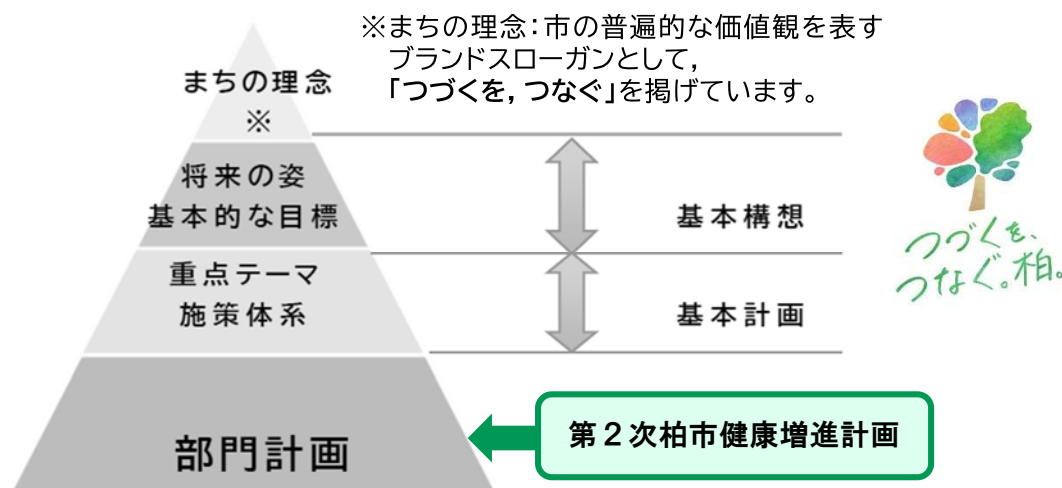 ※まちの理念：市の普遍的な価値観を表す
ブランドスローガンとして，
「つづくを，つなぐ」を掲げています。
まちの理念
※
将来の姿
基本的な目標
基本構想
重点テーマ
施策体系
基本計画
部門計画
第２次柏市健康増進計画
つづくを、
つなぐ。柏。